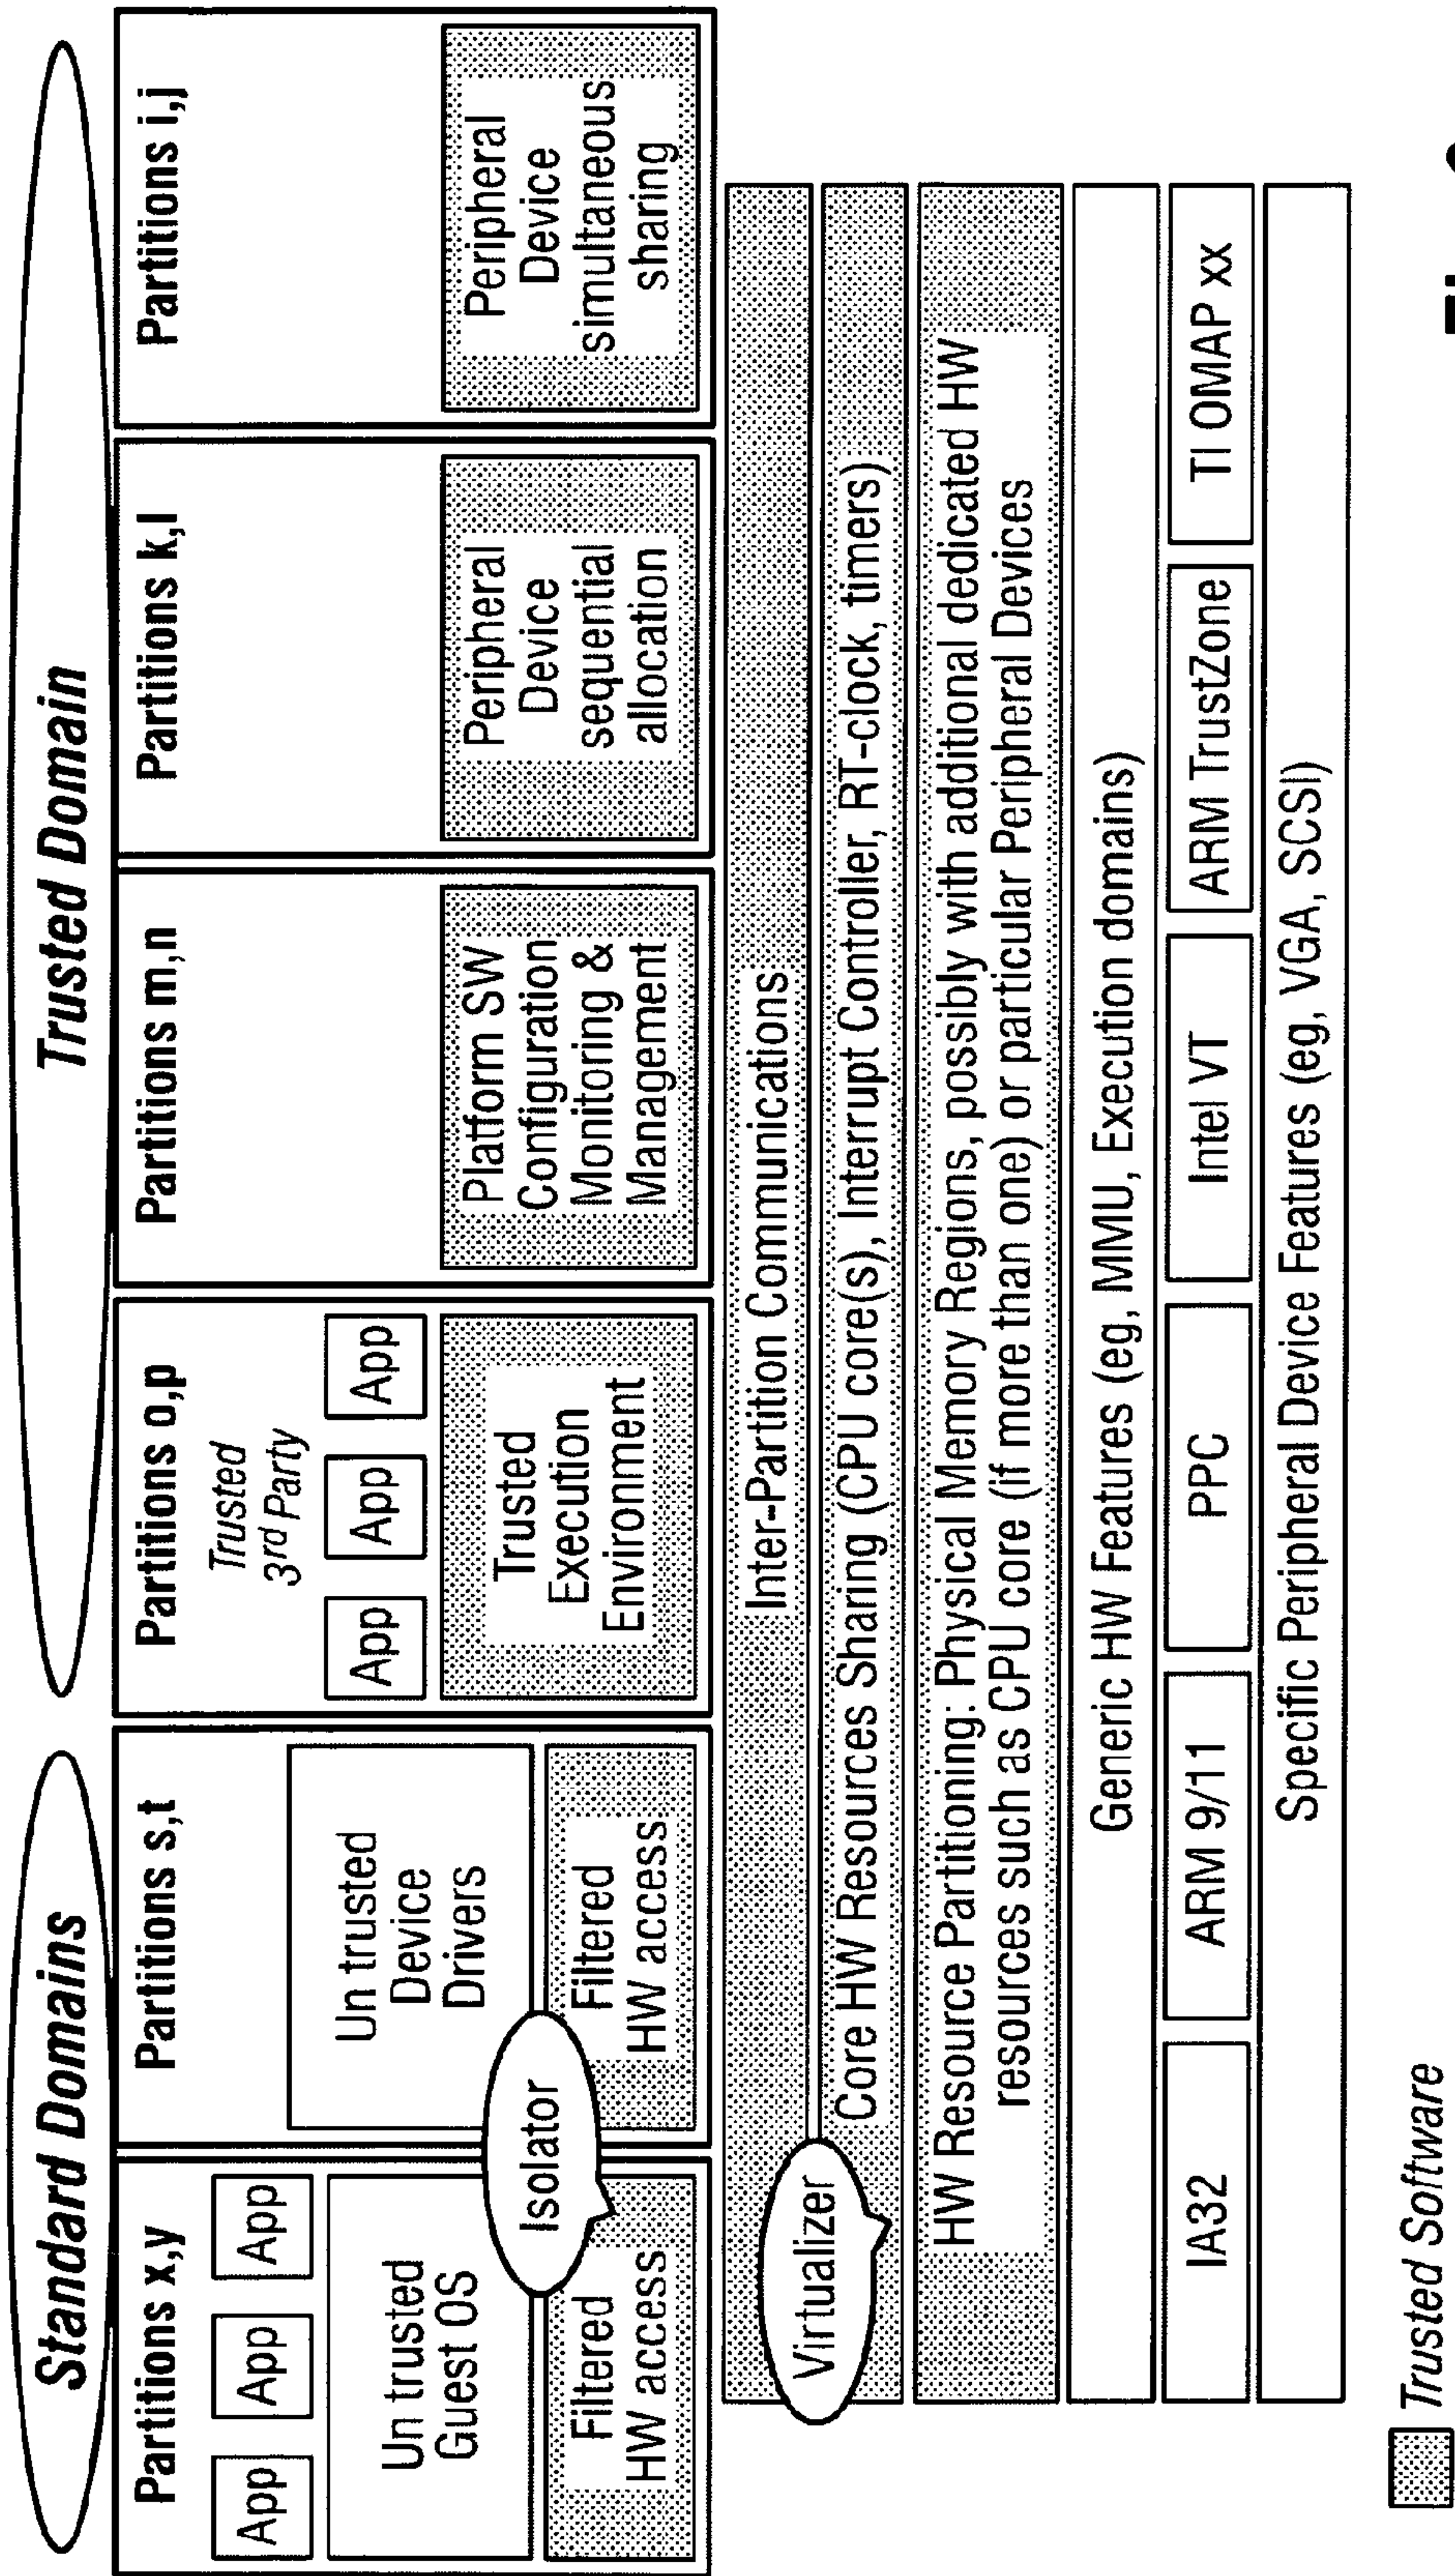 Standard Domains
Trusted Domain
Partitions x,y
App
App
App
Un trusted
Guest OS
Filtered
HW access
Isolator
Partitions s,t
Un trusted
Device
Drivers
Filtered
HW access
Partitions o,p
Trusted
3rd Party
App
App
App
Trusted
Execution
Environment
Partitions m,n
Platform SW
Configuration
Monitoring &
Management
Partitions k,l
Peripheral
Device
sequential
allocation
Partitions i,j
Peripheral
Device
simultaneous
sharing
Inter-Partition Communications
Virtualizer
Core HW Resources Sharing (CPU core(s), Interrupt Controller, RT-clock, timers)
HW Resource Partitioning: Physical Memory Regions, possibly with additional dedicated HW
resources such as CPU core (if more than one) or particular Peripheral Devices
Generic HW Features (eg, MMU, Execution domains)
IA32
ARM 9/11
PPC
Intel VT
ARM TrustZone
TI OMAP xx
Specific Peripheral Device Features (eg, VGA, SCSI)
Trusted Software